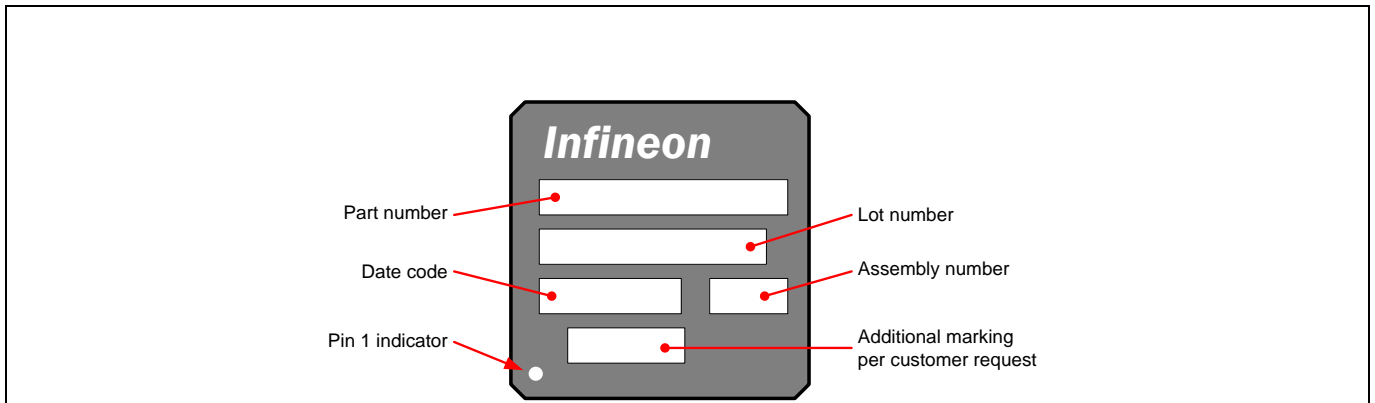 Infineon
Part number
Lot number
Date code
Assembly number
Pin 1 indicator
Additional marking
per customer request